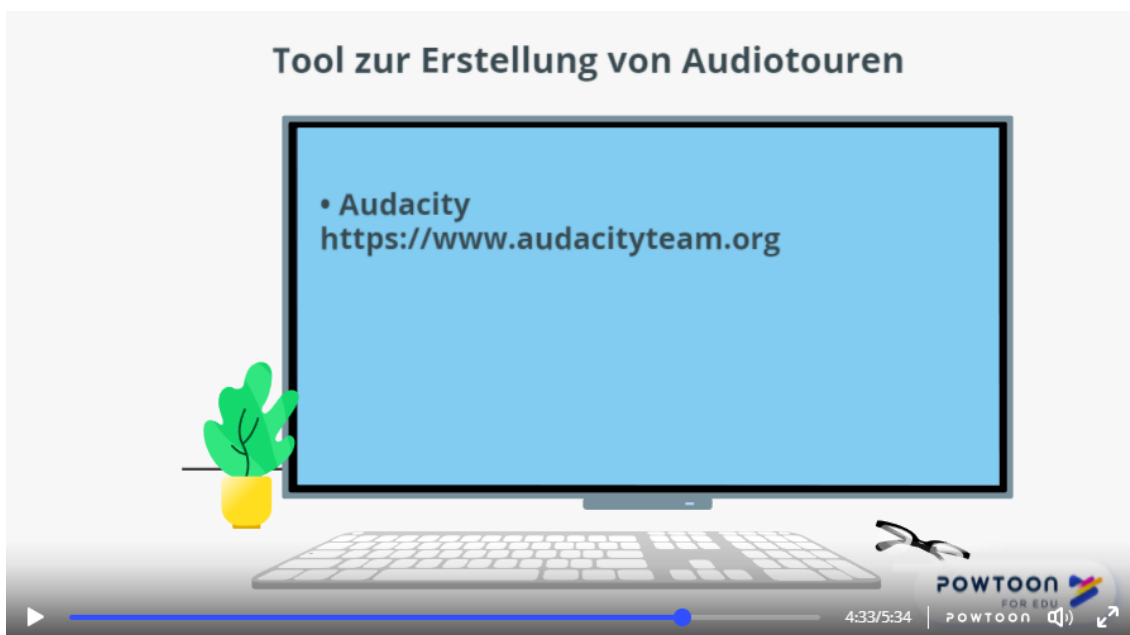 Tool zur Erstellung von Audiotouren
• Audacity
https://www.audacityteam.org
POWTOON
FOR EDU
4:33/5:34
POWTOON